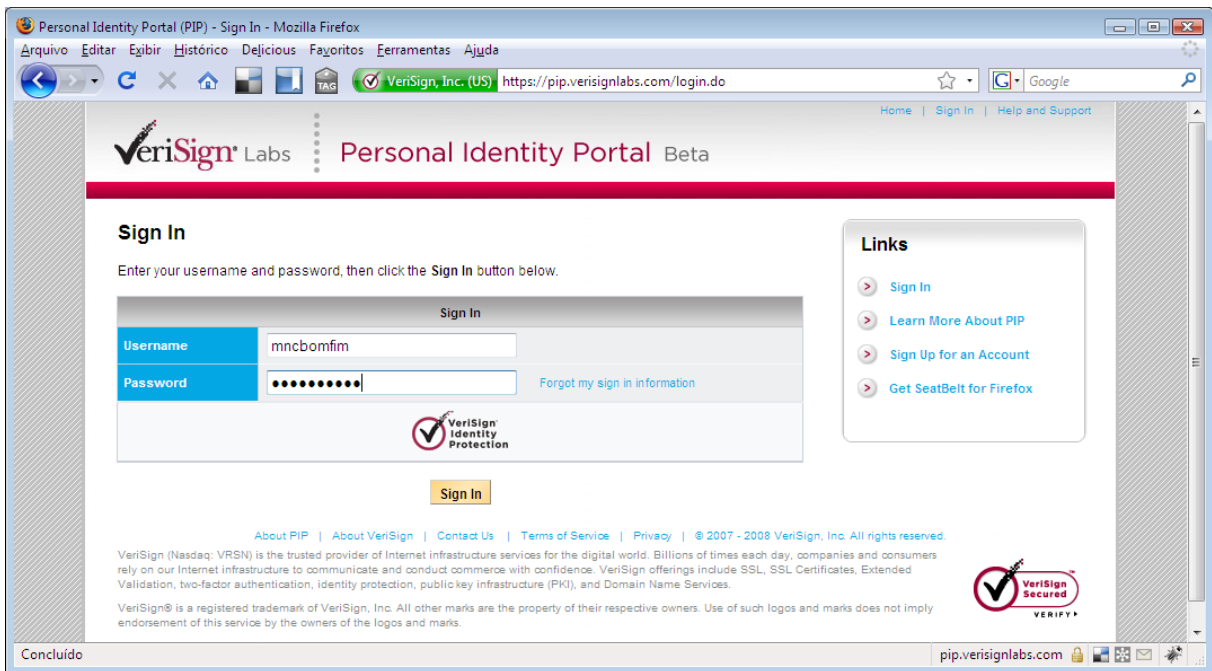 Personal Identity Portal (PIP) - Sign In - Mozilla Firefox
Arquivo Editar Exibir Histórico Delicious Favoritos Ferramentas Ajuda
TAG VeriSign, Inc. (US) https://pip.verisignlabs.com/login.do G Google
Home | Sign In | Help and Support
VeriSign Labs Personal Identity Portal Beta
Sign In
Enter your username and password, then click the Sign In button below.
Sign In
Username mncbomfim
Password ●●●●●●●●●● Forgot my sign in information
VeriSign
Identity
Protection
Sign In
Links
Sign In
Learn More About PIP
Sign Up for an Account
Get SeatBelt for Firefox
About PIP | About VeriSign | Contact Us | Terms of Service | Privacy | © 2007 - 2008 VeriSign, Inc. All rights reserved.
VeriSign (Nasdaq: VRSN) is the trusted provider of Internet infrastructure services for the digital world. Billions of times each day, companies and consumers
rely on our Internet infrastructure to communicate and conduct commerce with confidence. VeriSign offerings include SSL, SSL Certificates, Extended
Validation, two-factor authentication, identity protection, public key infrastructure (PKI), and Domain Name Services.
VeriSign® is a registered trademark of VeriSign, Inc. All other marks are the property of their respective owners. Use of such logos and marks does not imply
endorsement of this service by the owners of the logos and marks.
VeriSign
Secured
VERIFY
Concluído pip.verisignlabs.com